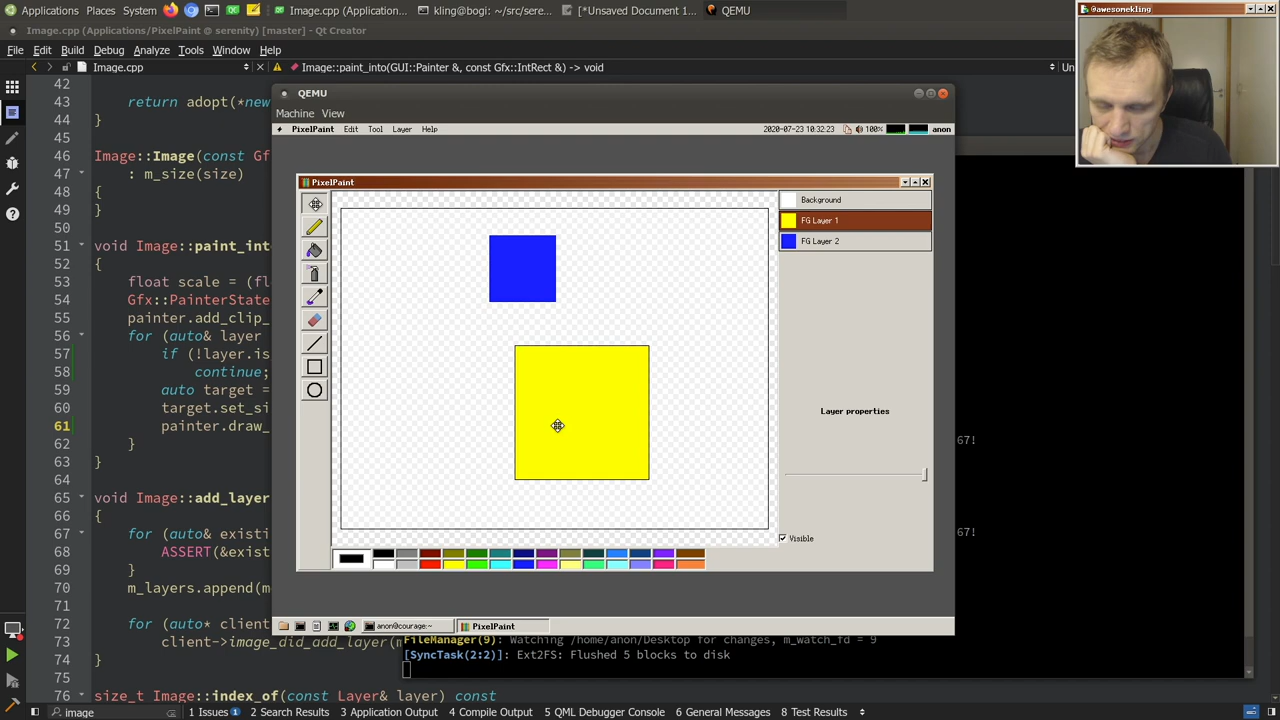 Applications Places System Image.cpp (Application... kling@bogi: ~/src/sere... [*Unsaved Document 1... QEMU
@awesomekling
Image.cpp (Applications/PixelPaint @ serenity) [master] - Qt Creator
File Edit Build Debug Analyze Tools Window Help
Image.cpp Image::paint_into(GUI::Painter &, const Gfx::IntRect &) -> void
42
43 return adopt(*new
44 }
45
46 Image::Image(const Gf
47 : m_size(size)
48 {
49 }
50
51 void Image::paint_into
52 {
53 float scale = (fl
54 Gfx::PainterState
55 painter.add_clip_
56 for (auto& layer
57 if (!layer.is
58 continue;
59 auto target =
60 target.set_si
61 painter.draw_
62 }
63 }
64
65 void Image::add_layer
66 {
67 for (auto& existi
68 ASSERT(&exist
69 }
70 m_layers.append(m
71
72 for (auto* client
73 client->image_did_add_layer(m
74 }
75
76 size_t Image::index_of(const Layer& layer) const
QEMU
Machine View
PixelPaint Edit Tool Layer Help 2020-07-23 10:32:23 100% anon
PixelPaint
Background
FG Layer 1
FG Layer 2
Layer properties
Visible
anon@courage:~ PixelPaint
67!
67!
FileManager(9): Watching /home/anon/Desktop for changes, m_watch_fd = 9
[SyncTask(2:2)]: Ext2FS: Flushed 5 blocks to disk
image 1 Issues 1 2 Search Results 3 Application Output 4 Compile Output 5 QML Debugger Console 6 General Messages 8 Test Results